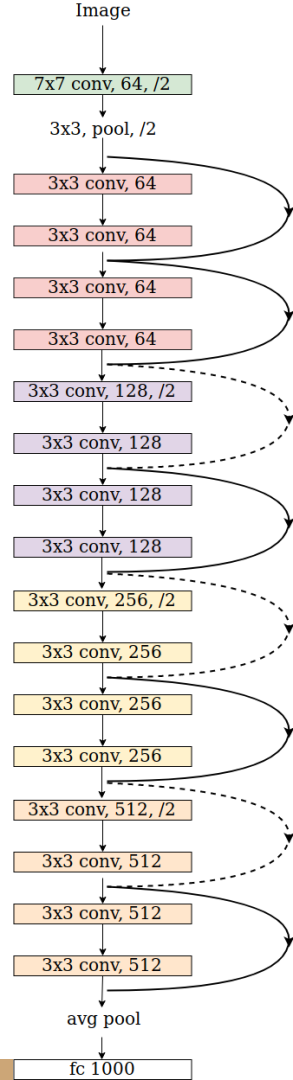 Image
7x7 conv, 64, /2
3x3, pool, /2
3x3 conv, 64
3x3 conv, 64
3x3 conv, 64
3x3 conv, 64
3x3 conv, 128, /2
3x3 conv, 128
3x3 conv, 128
3x3 conv, 128
3x3 conv, 256, /2
3x3 conv, 256
3x3 conv, 256
3x3 conv, 256
3x3 conv, 512, /2
3x3 conv, 512
3x3 conv, 512
3x3 conv, 512
avg pool
fc 1000